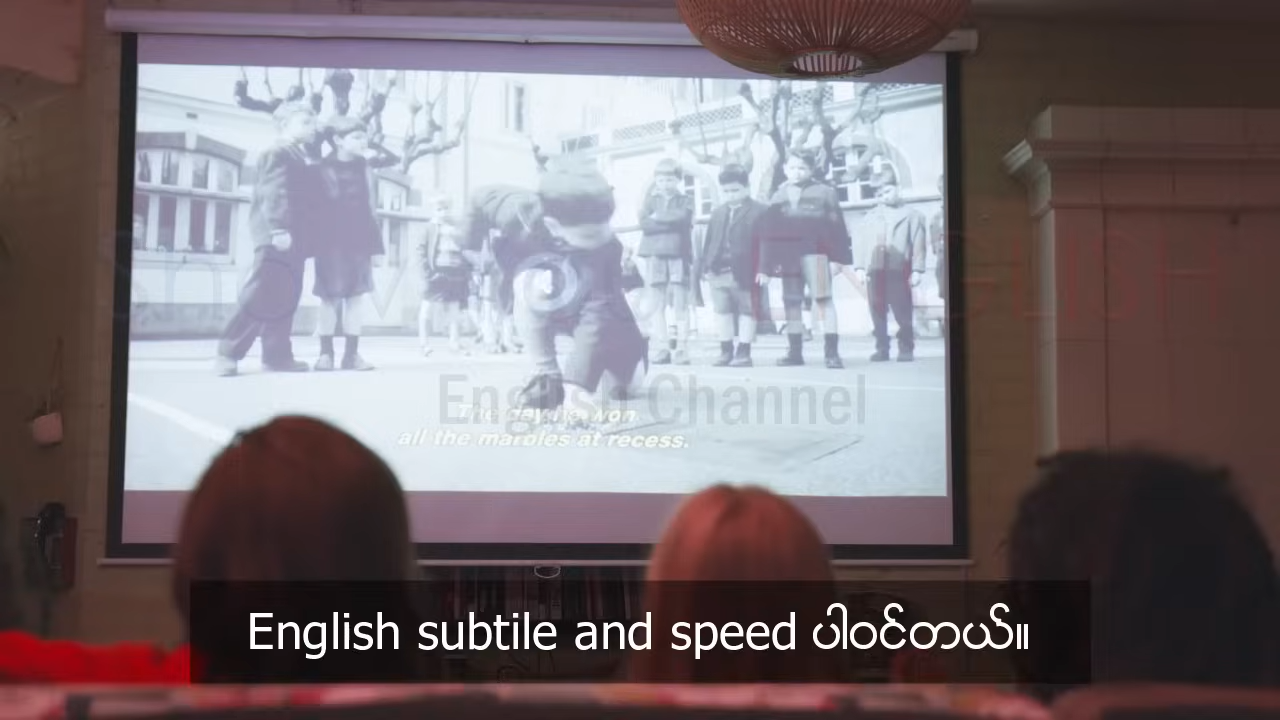 English Channel
The day he won
all the marbles at recess.
English subtile and speed ပါဝင်တယ်။